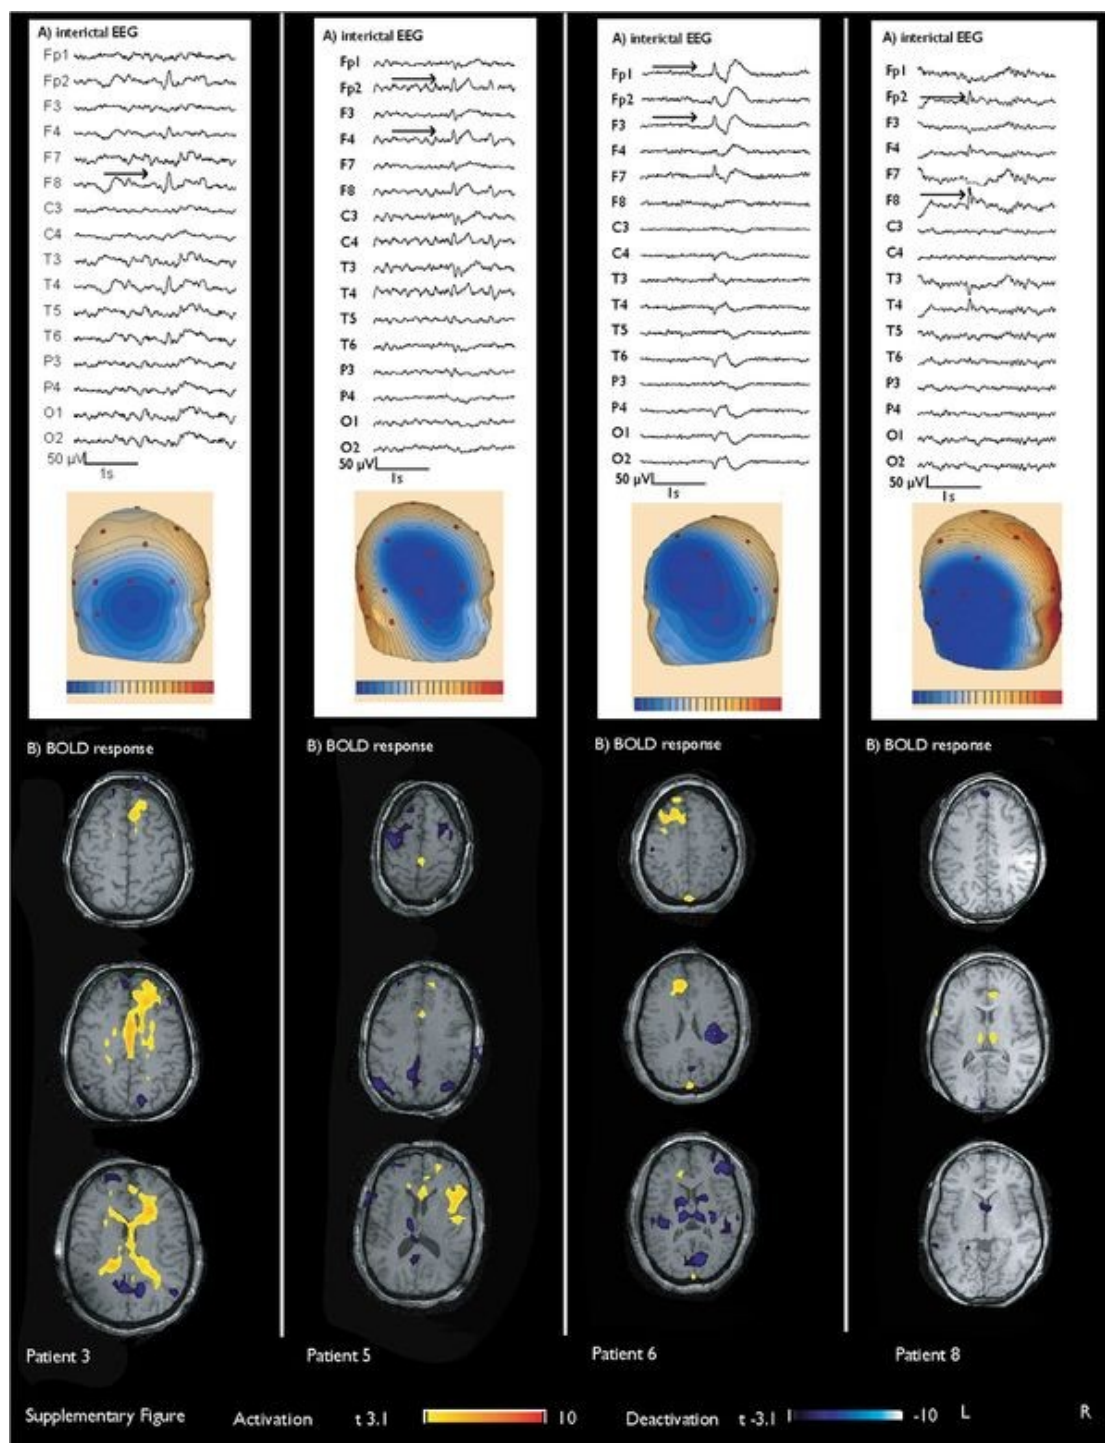 A) interictal EEG
Fp1
Fp2
F3
F4
F7
F8
C3
C4
T3
T4
T5
T6
P3
P4
O1
O2
50 µV
1s
A) interictal EEG
Fp1
Fp2
F3
F4
F7
F8
C3
C4
T3
T4
T5
T6
P3
P4
O1
O2
50 µV
1s
A) interictal EEG
Fp1
Fp2
F3
F4
F7
F8
C3
C4
T3
T4
T5
T6
P3
P4
O1
O2
50 µV
1s
A) interictal EEG
Fp1
Fp2
F3
F4
F7
F8
C3
C4
T3
T4
T5
T6
P3
P4
O1
O2
50 µV
1s
B) BOLD response
B) BOLD response
B) BOLD response
B) BOLD response
Patient 3
Patient 5
Patient 6
Patient 8
Supplementary Figure Activation t 3.1 10 Deactivation t -3.1 -10 L R